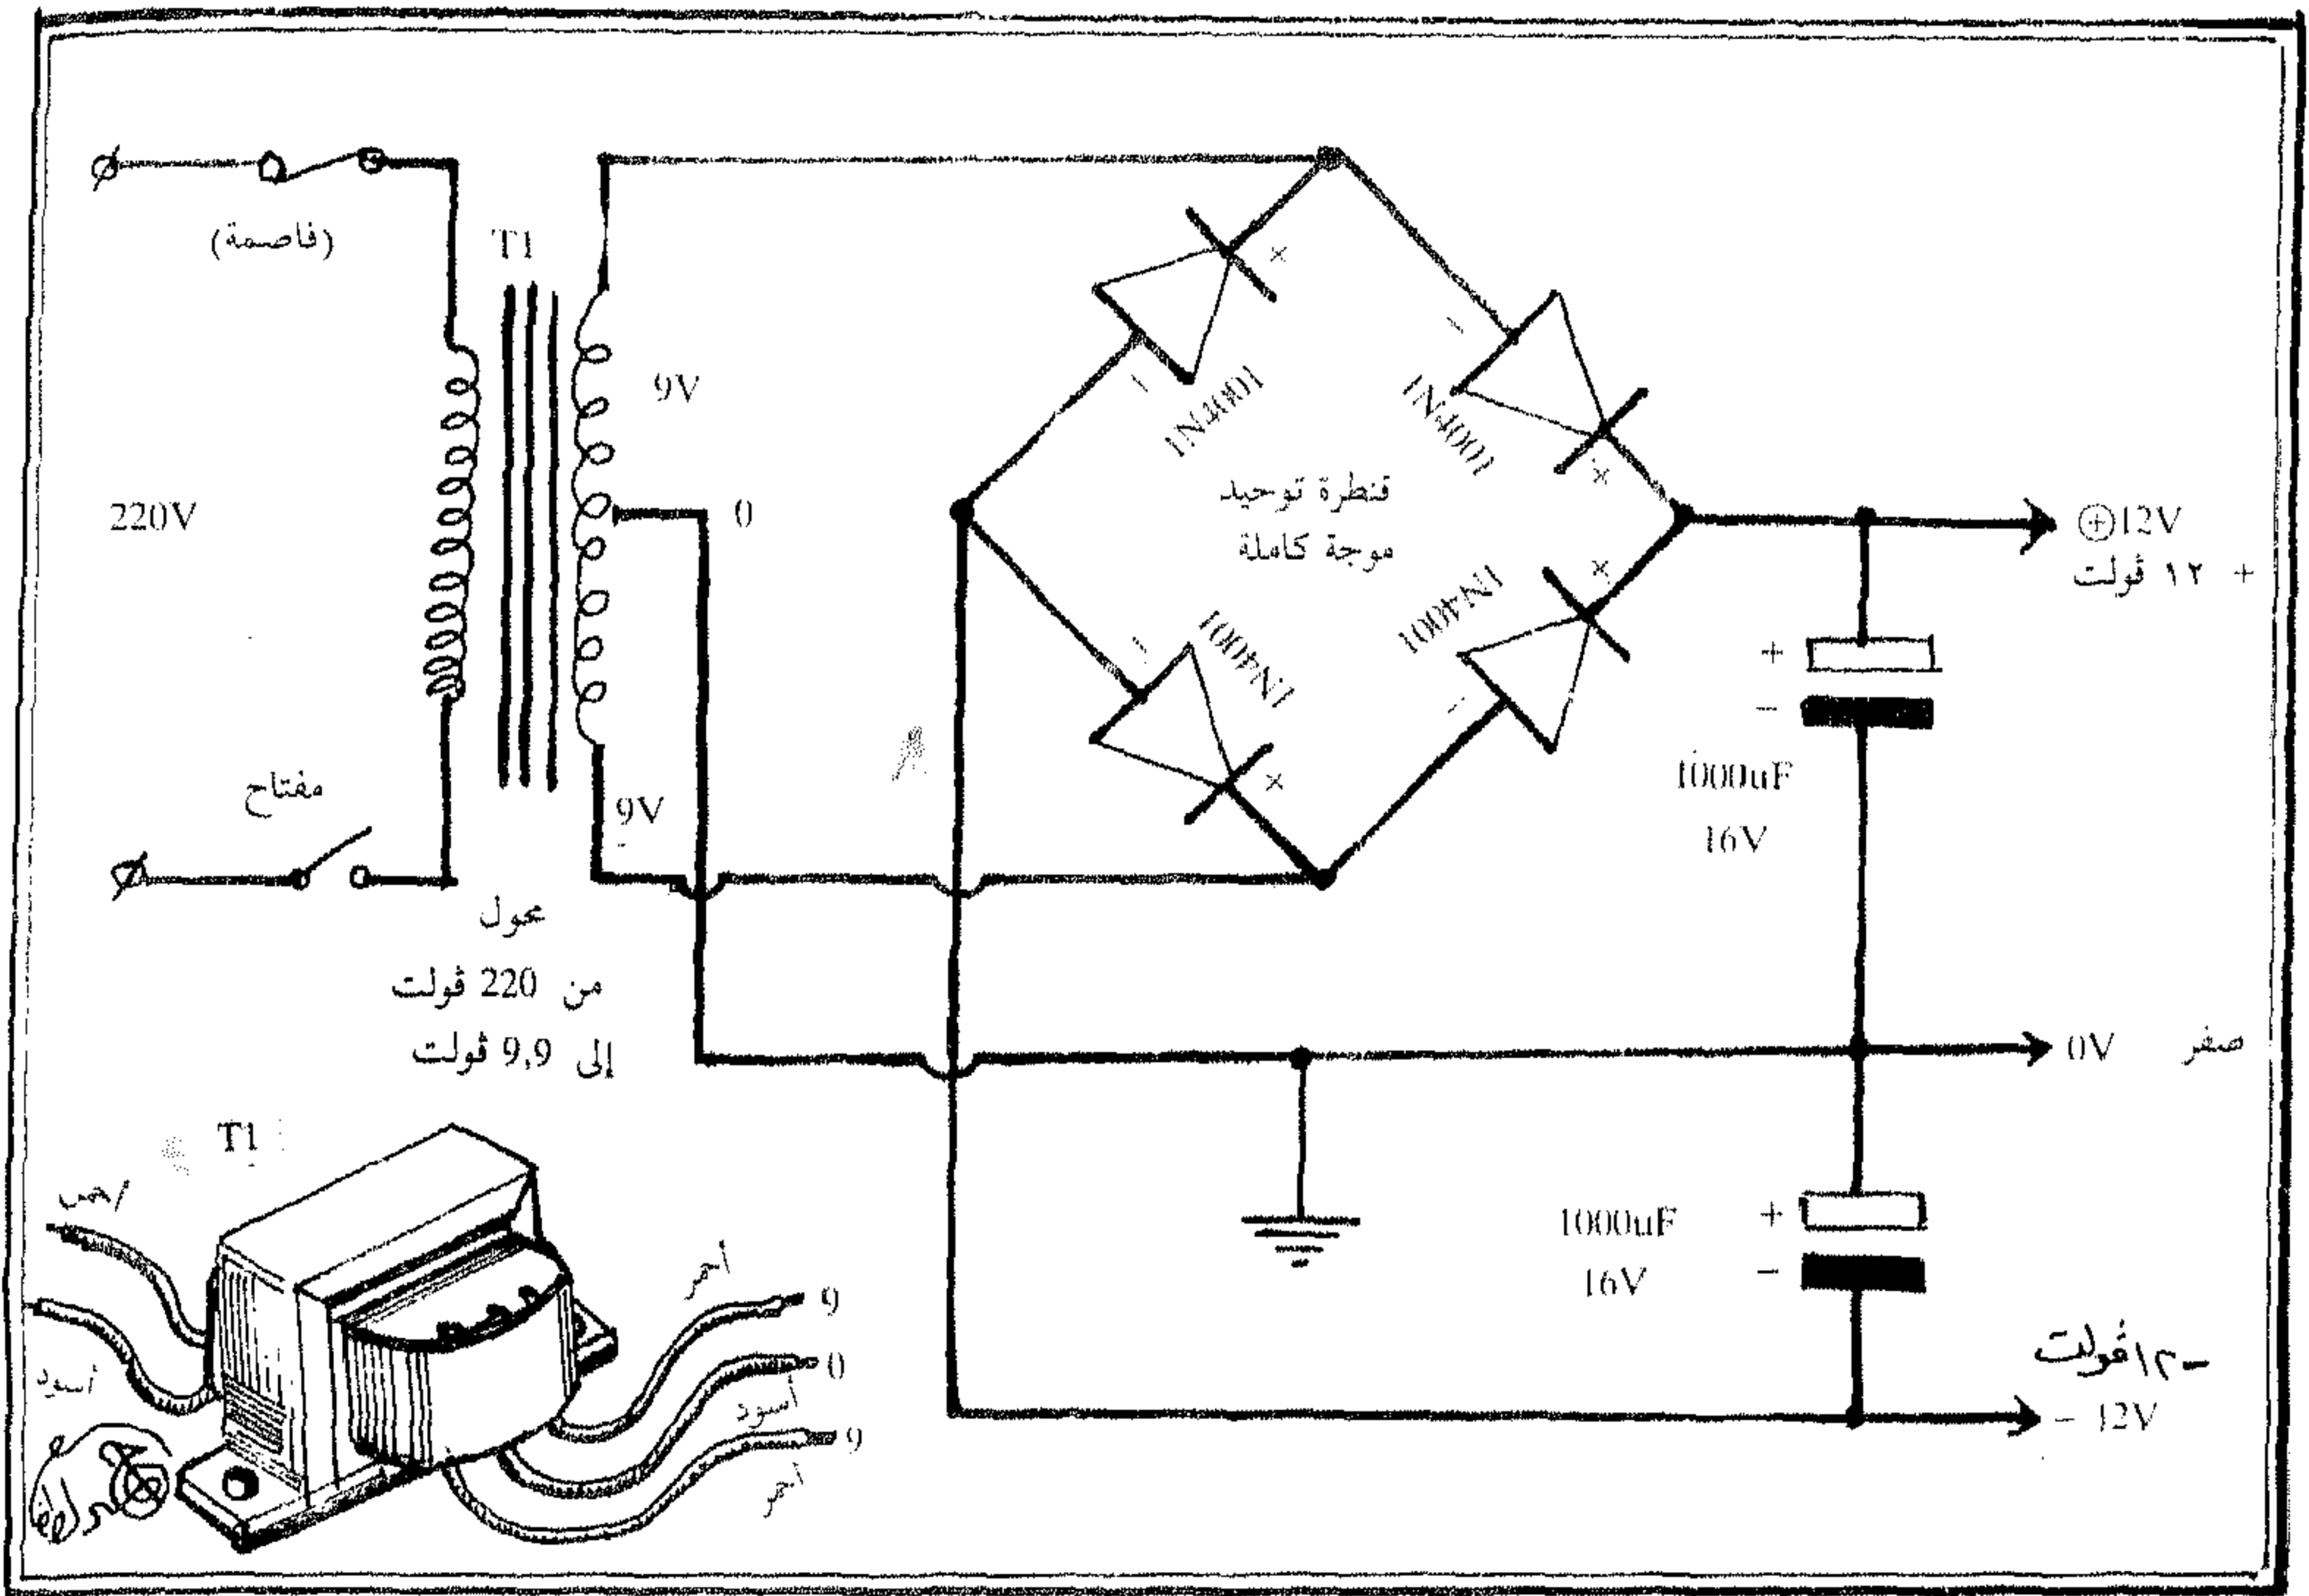 (فاصمة)
T1
9V
220V
0
9V
مفتاح
محول
من 220 ڤولت
إلى 9,9 ڤولت
1N4001
1N4001
قنطرة توحيد
موجة كاملة
1N4001
1N4001
⊕12V
+ ١٢ ڤولت
+
-
1000uF
16V
0V صفر
1000uF
16V
+
-
-١٢ ڤولت
- 12V
T1
أسود
أحمر
9
0
أسود
9
أحمر